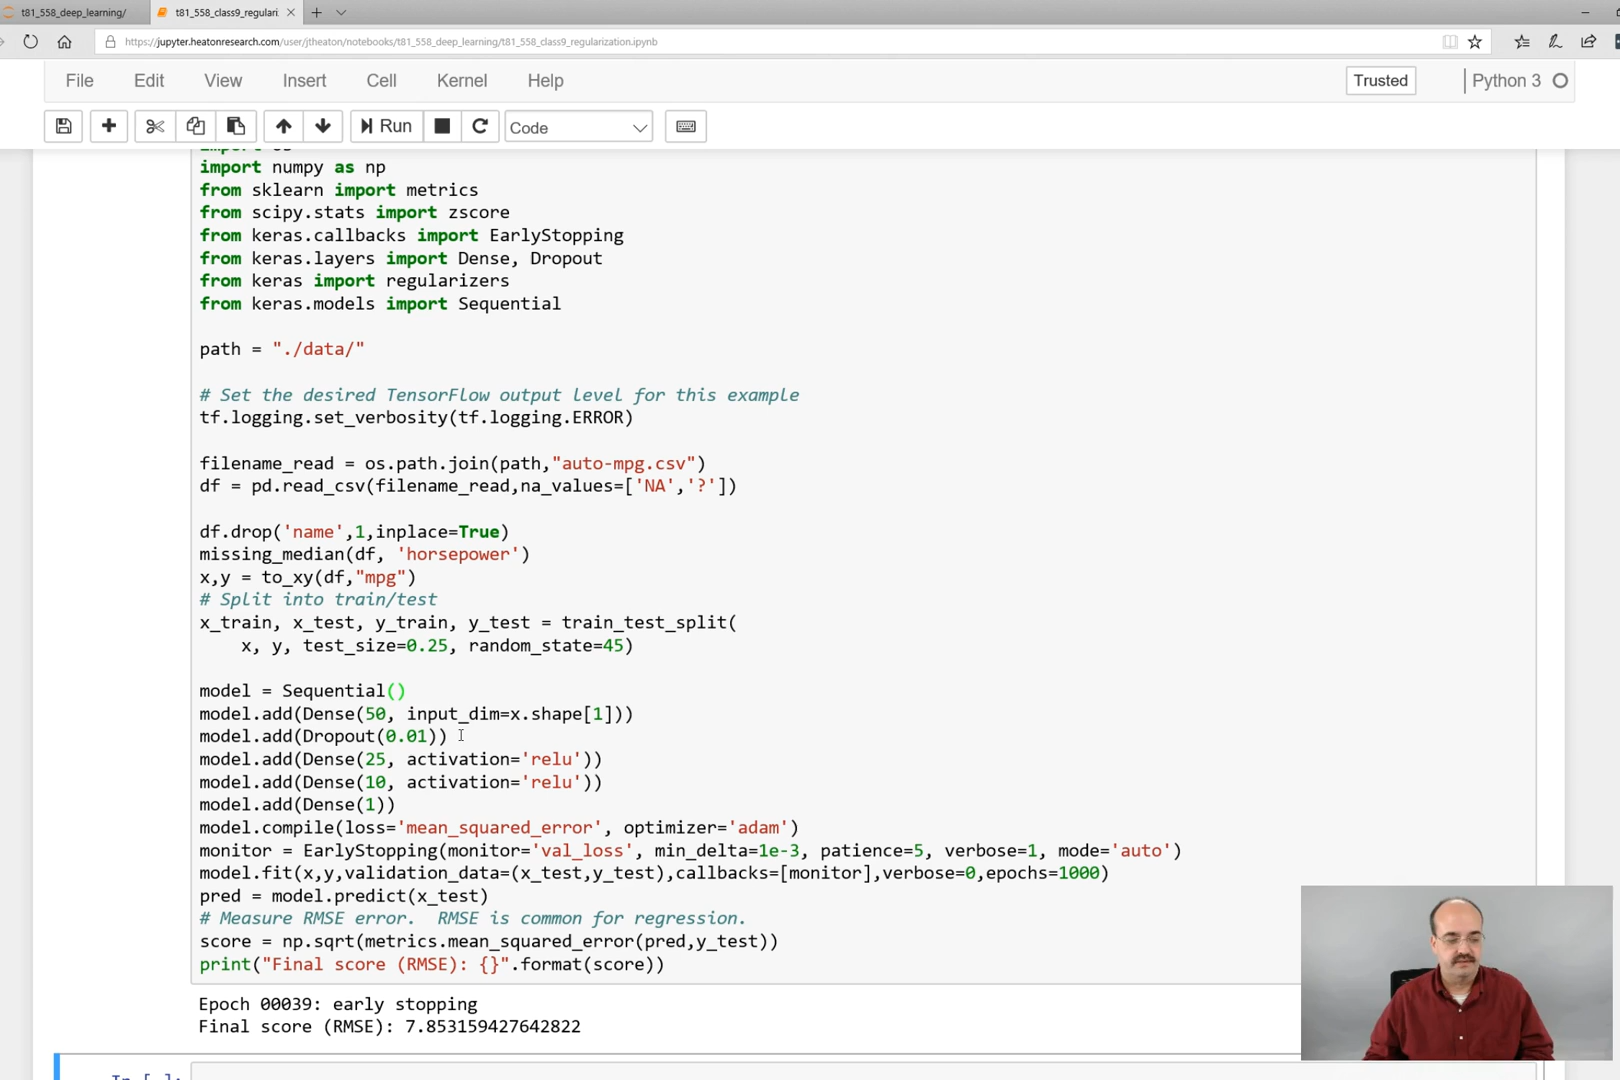 t81_558_deep_learning/
t81_558_class9_regulari
https://jupyter.heatonresearch.com/user/jtheaton/notebooks/t81_558_deep_learning/t81_558_class9_regularization.ipynb
File Edit View Insert Cell Kernel Help Trusted Python 3
Run Code
import numpy as np
from sklearn import metrics
from scipy.stats import zscore
from keras.callbacks import EarlyStopping
from keras.layers import Dense, Dropout
from keras import regularizers
from keras.models import Sequential
path = "./data/"
# Set the desired TensorFlow output level for this example
tf.logging.set_verbosity(tf.logging.ERROR)
filename_read = os.path.join(path,"auto-mpg.csv")
df = pd.read_csv(filename_read,na_values=['NA','?'])
df.drop('name',1,inplace=True)
missing_median(df, 'horsepower')
x,y = to_xy(df,"mpg")
# Split into train/test
x_train, x_test, y_train, y_test = train_test_split(
x, y, test_size=0.25, random_state=45)
model = Sequential()
model.add(Dense(50, input_dim=x.shape[1]))
model.add(Dropout(0.01))
model.add(Dense(25, activation='relu'))
model.add(Dense(10, activation='relu'))
model.add(Dense(1))
model.compile(loss='mean_squared_error', optimizer='adam')
monitor = EarlyStopping(monitor='val_loss', min_delta=1e-3, patience=5, verbose=1, mode='auto')
model.fit(x,y,validation_data=(x_test,y_test),callbacks=[monitor],verbose=0,epochs=1000)
pred = model.predict(x_test)
# Measure RMSE error.  RMSE is common for regression.
score = np.sqrt(metrics.mean_squared_error(pred,y_test))
print("Final score (RMSE): {}".format(score))
Epoch 00039: early stopping
Final score (RMSE): 7.853159427642822